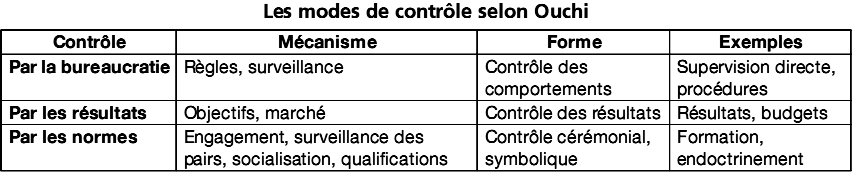 Les modes de contrôle selon Ouchi
Contrôle Mécanisme Forme Exemples
Par la bureaucratie Règles, surveillance Contrôle des comportements Supervision directe, procédures
Par les résultats Objectifs, marché Contrôle des résultats Résultats, budgets
Par les normes Engagement, surveillance des pairs, socialisation, qualifications Contrôle cérémonial, symbolique Formation, endoctrinement